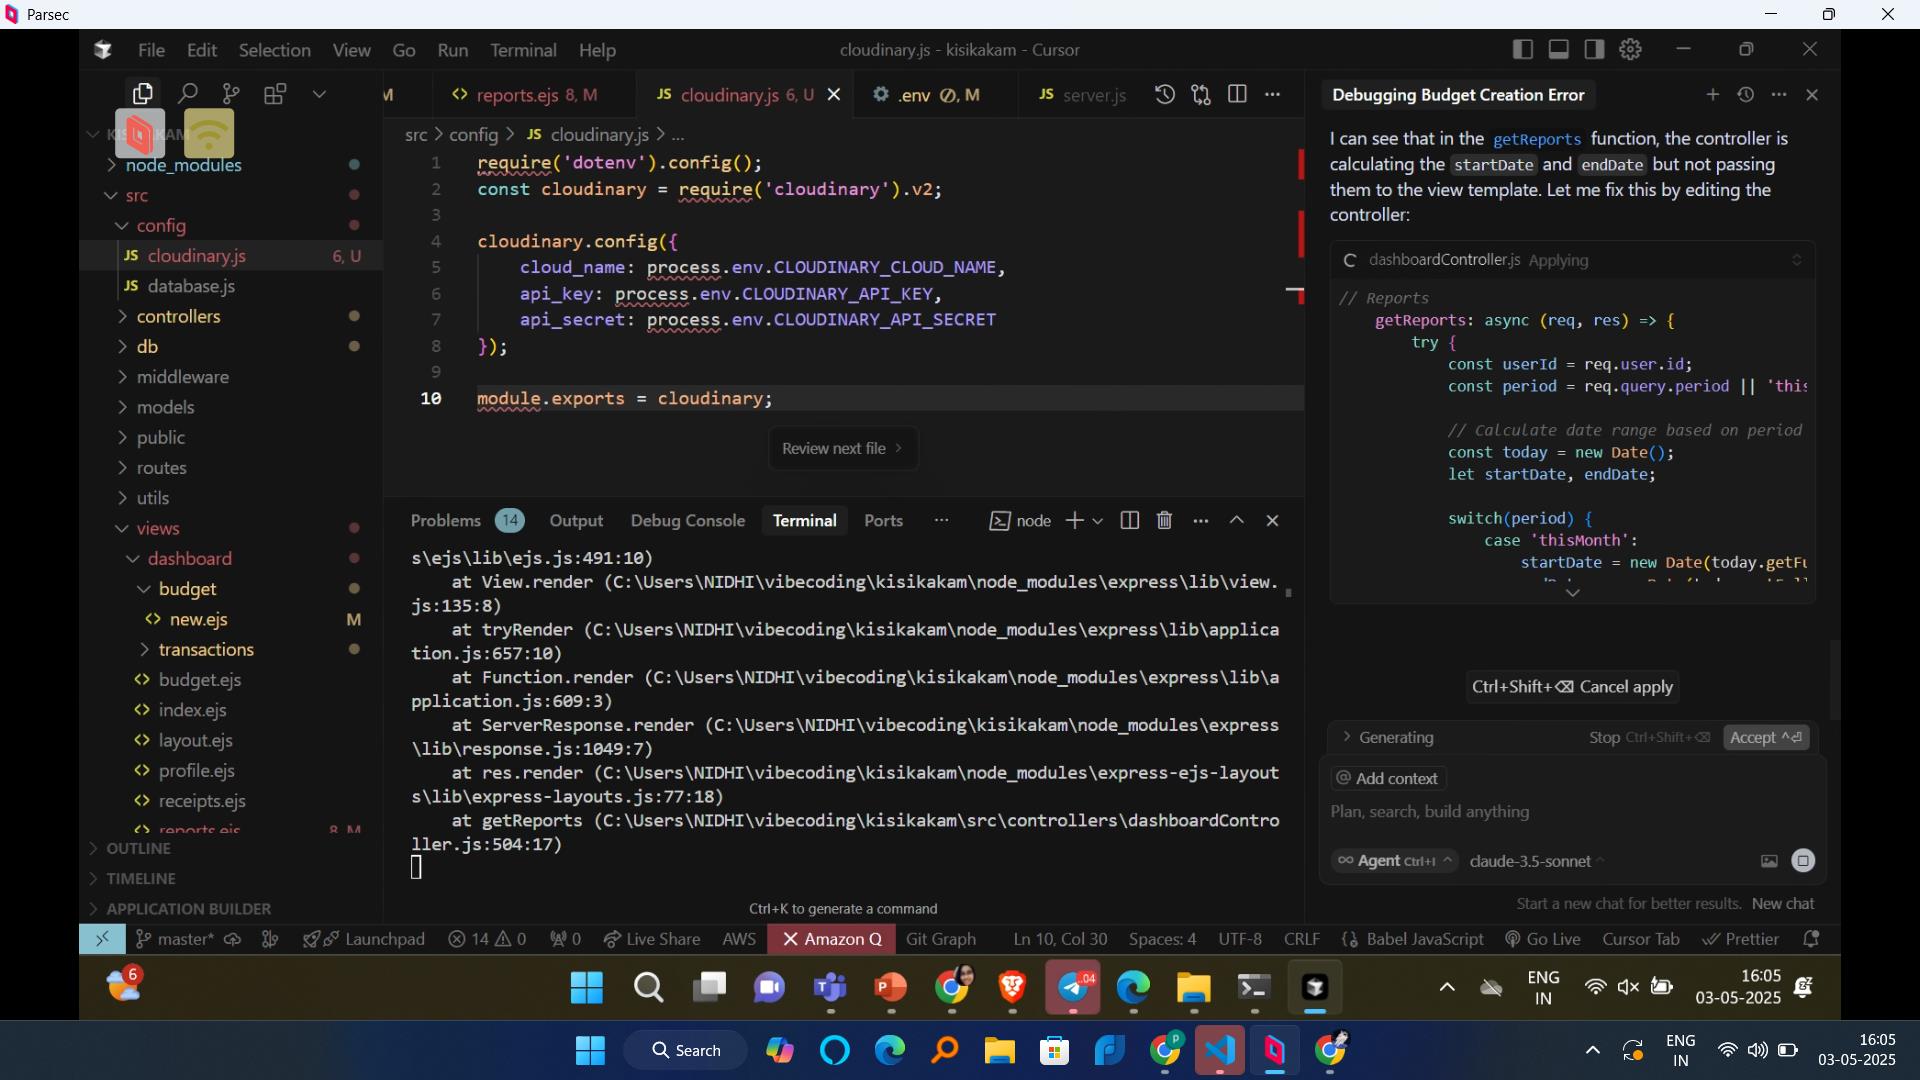 Parsec
File Edit Selection View Go Run Terminal Help
cloudinary.js - kisikakam - Cursor
M
<> reports.ejs 8, M
JS cloudinary.js 6, U
.env M
JS server.js
node_modules
src
config
JS cloudinary.js 6, U
JS database.js
controllers
db
middleware
models
public
routes
utils
views
dashboard
budget
<> new.ejs M
transactions
<> budget.ejs
<> index.ejs
<> layout.ejs
<> profile.ejs
<> receipts.ejs
<> reports.ejs 8, M
OUTLINE
TIMELINE
APPLICATION BUILDER
src > config > JS cloudinary.js > ...
1 require('dotenv').config();
2 const cloudinary = require('cloudinary').v2;
3
4 cloudinary.config({
5 cloud_name: process.env.CLOUDINARY_CLOUD_NAME,
6 api_key: process.env.CLOUDINARY_API_KEY,
7 api_secret: process.env.CLOUDINARY_API_SECRET
8 });
9
10 module.exports = cloudinary;
Review next file >
Problems 14 Output Debug Console Terminal Ports ... node
s\ejs\lib\ejs.js:491:10)
at View.render (C:\Users\NIDHI\vibecoding\kisikakam\node_modules\express\lib\view.
js:135:8)
at tryRender (C:\Users\NIDHI\vibecoding\kisikakam\node_modules\express\lib\applica
tion.js:657:10)
at Function.render (C:\Users\NIDHI\vibecoding\kisikakam\node_modules\express\lib\a
pplication.js:609:3)
at ServerResponse.render (C:\Users\NIDHI\vibecoding\kisikakam\node_modules\express
\lib\response.js:1049:7)
at res.render (C:\Users\NIDHI\vibecoding\kisikakam\node_modules\express-ejs-layout
s\lib\express-layouts.js:77:18)
at getReports (C:\Users\NIDHI\vibecoding\kisikakam\src\controllers\dashboardContro
ller.js:504:17)
Ctrl+K to generate a command
Debugging Budget Creation Error
I can see that in the getReports function, the controller is
calculating the startDate and endDate but not passing
them to the view template. Let me fix this by editing the
controller:
dashboardController.js Applying
// Reports
getReports: async (req, res) => {
try {
const userId = req.user.id;
const period = req.query.period || 'this
// Calculate date range based on period
const today = new Date();
let startDate, endDate;
switch(period) {
case 'thisMonth':
startDate = new Date(today.getFu
Ctrl+Shift+⌫ Cancel apply
> Generating Stop Ctrl+Shift+⌫ Accept ^⏎
@ Add context
Plan, search, build anything
∞ Agent Ctrl+I ^ claude-3.5-sonnet ^
Start a new chat for better results. New chat
master* Launchpad 14 0 0 Live Share AWS Amazon Q Git Graph Ln 10, Col 30 Spaces: 4 UTF-8 CRLF Babel JavaScript Go Live Cursor Tab Prettier
6
..04
ENG
IN
16:05
03-05-2025
Search
P
ENG
IN
16:05
03-05-2025